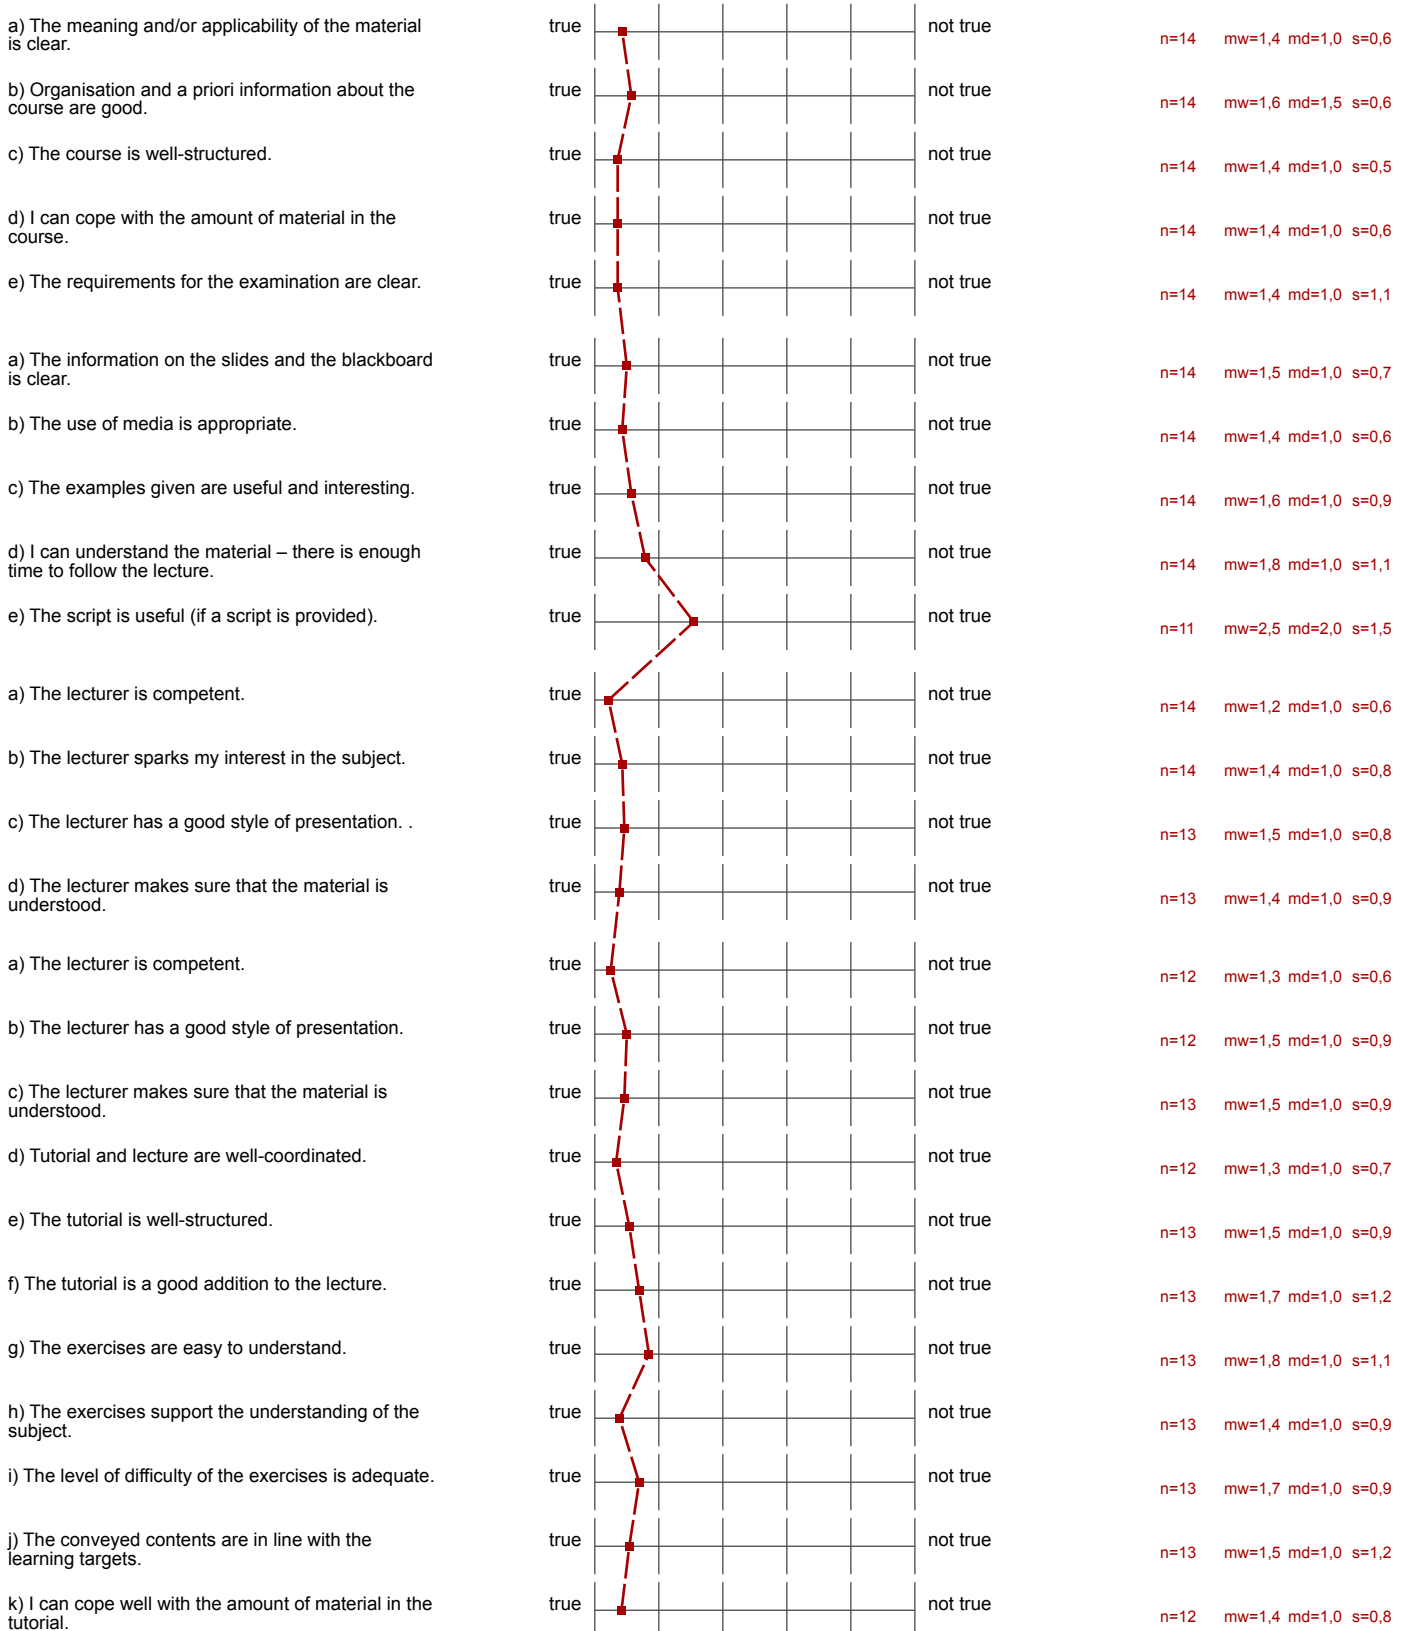 a) The meaning and/or applicability of the material
is clear.
true
not true
n=14 mw=1,4 md=1,0 s=0,6
b) Organisation and a priori information about the
course are good.
true
not true
n=14 mw=1,6 md=1,5 s=0,6
c) The course is well-structured.
true
not true
n=14 mw=1,4 md=1,0 s=0,5
d) I can cope with the amount of material in the
course.
true
not true
n=14 mw=1,4 md=1,0 s=0,6
e) The requirements for the examination are clear.
true
not true
n=14 mw=1,4 md=1,0 s=1,1
a) The information on the slides and the blackboard
is clear.
true
not true
n=14 mw=1,5 md=1,0 s=0,7
b) The use of media is appropriate.
true
not true
n=14 mw=1,4 md=1,0 s=0,6
c) The examples given are useful and interesting.
true
not true
n=14 mw=1,6 md=1,0 s=0,9
d) I can understand the material – there is enough
time to follow the lecture.
true
not true
n=14 mw=1,8 md=1,0 s=1,1
e) The script is useful (if a script is provided).
true
not true
n=11 mw=2,5 md=2,0 s=1,5
a) The lecturer is competent.
true
not true
n=14 mw=1,2 md=1,0 s=0,6
b) The lecturer sparks my interest in the subject.
true
not true
n=14 mw=1,4 md=1,0 s=0,8
c) The lecturer has a good style of presentation. .
true
not true
n=13 mw=1,5 md=1,0 s=0,8
d) The lecturer makes sure that the material is
understood.
true
not true
n=13 mw=1,4 md=1,0 s=0,9
a) The lecturer is competent.
true
not true
n=12 mw=1,3 md=1,0 s=0,6
b) The lecturer has a good style of presentation.
true
not true
n=12 mw=1,5 md=1,0 s=0,9
c) The lecturer makes sure that the material is
understood.
true
not true
n=13 mw=1,5 md=1,0 s=0,9
d) Tutorial and lecture are well-coordinated.
true
not true
n=12 mw=1,3 md=1,0 s=0,7
e) The tutorial is well-structured.
true
not true
n=13 mw=1,5 md=1,0 s=0,9
f) The tutorial is a good addition to the lecture.
true
not true
n=13 mw=1,7 md=1,0 s=1,2
g) The exercises are easy to understand.
true
not true
n=13 mw=1,8 md=1,0 s=1,1
h) The exercises support the understanding of the
subject.
true
not true
n=13 mw=1,4 md=1,0 s=0,9
i) The level of difficulty of the exercises is adequate.
true
not true
n=13 mw=1,7 md=1,0 s=0,9
j) The conveyed contents are in line with the
learning targets.
true
not true
n=13 mw=1,5 md=1,0 s=1,2
k) I can cope well with the amount of material in the
tutorial.
true
not true
n=12 mw=1,4 md=1,0 s=0,8